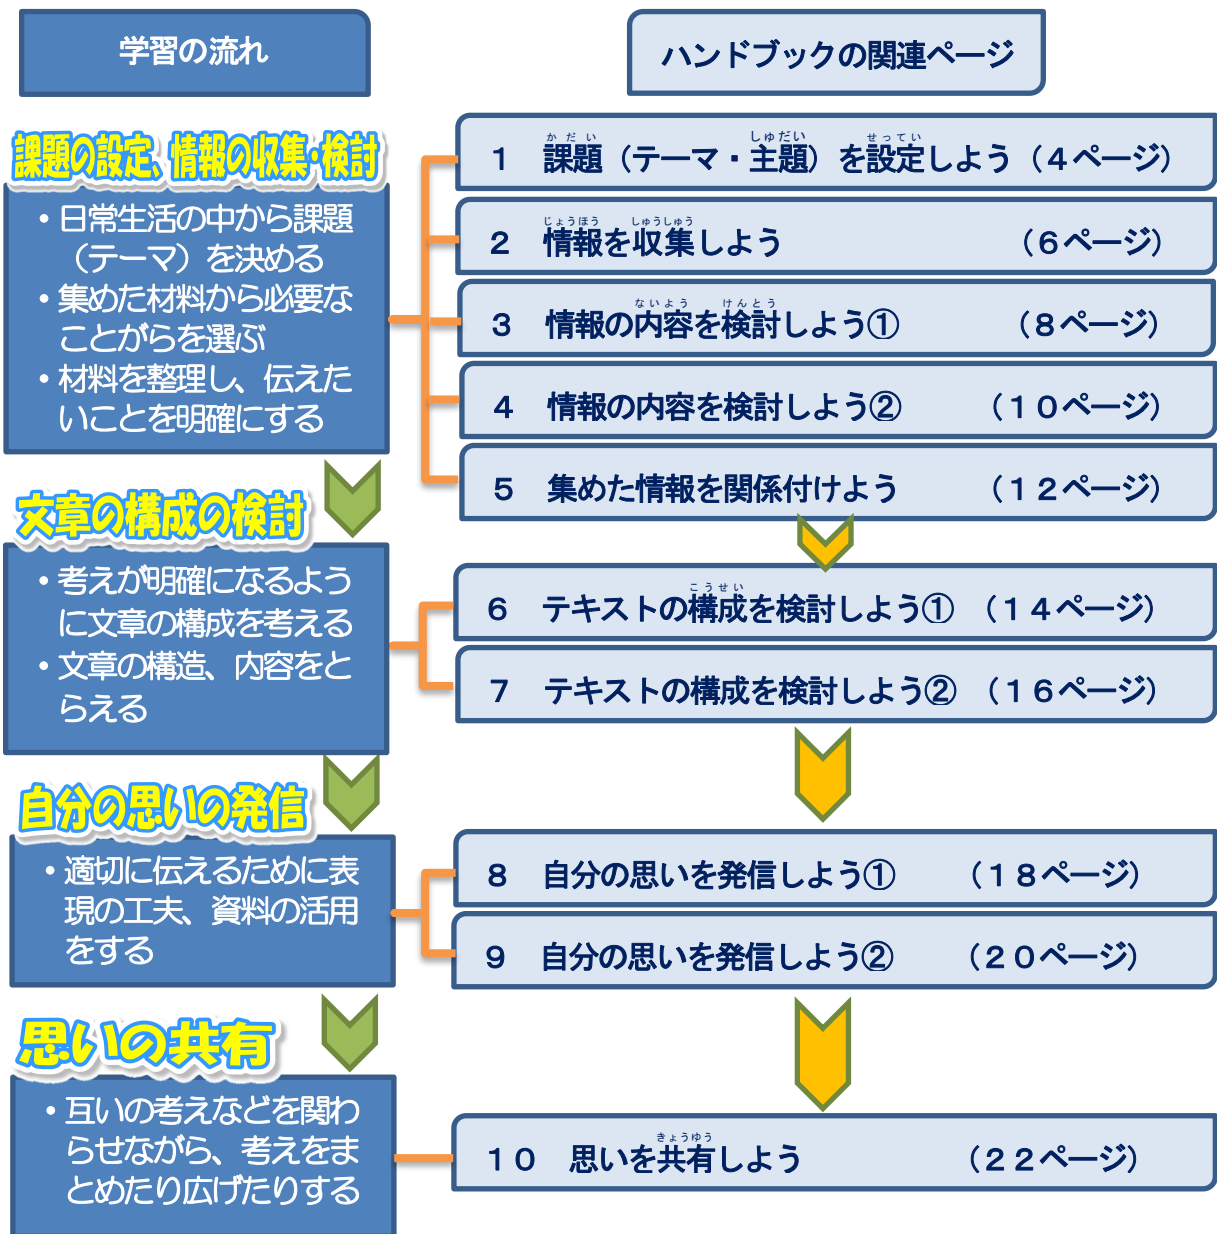 学習の流れ
ハンドブックの関連ページ
課題の設定、情報の収集・検討
・日常生活の中から課題
（テーマ）を決める
・集めた材料から必要な
ことがらを選ぶ
・材料を整理し、伝えた
いことを明確にする
かだい しゅだい せってい
1 課題（テーマ・主題）を設定しよう（4ページ）
じょうほう しゅうしゅう
2 情報を収集しよう （6ページ）
ないよう けんとう
3 情報の内容を検討しよう① （8ページ）
4 情報の内容を検討しよう② （10ページ）
5 集めた情報を関係付けよう （12ページ）
文章の構成の検討
・考えが明確になるよう
に文章の構成を考える
・文章の構造、内容をと
らえる
こうせい
6 テキストの構成を検討しよう① （14ページ）
7 テキストの構成を検討しよう② （16ページ）
自分の思いの発信
・適切に伝えるために表
現の工夫、資料の活用
をする
8 自分の思いを発信しよう① （18ページ）
9 自分の思いを発信しよう② （20ページ）
思いの共有
・互いの考えなどを関わ
らせながら、考えをま
とめたり広げたりする
きょうゆう
10 思いを共有しよう （22ページ）